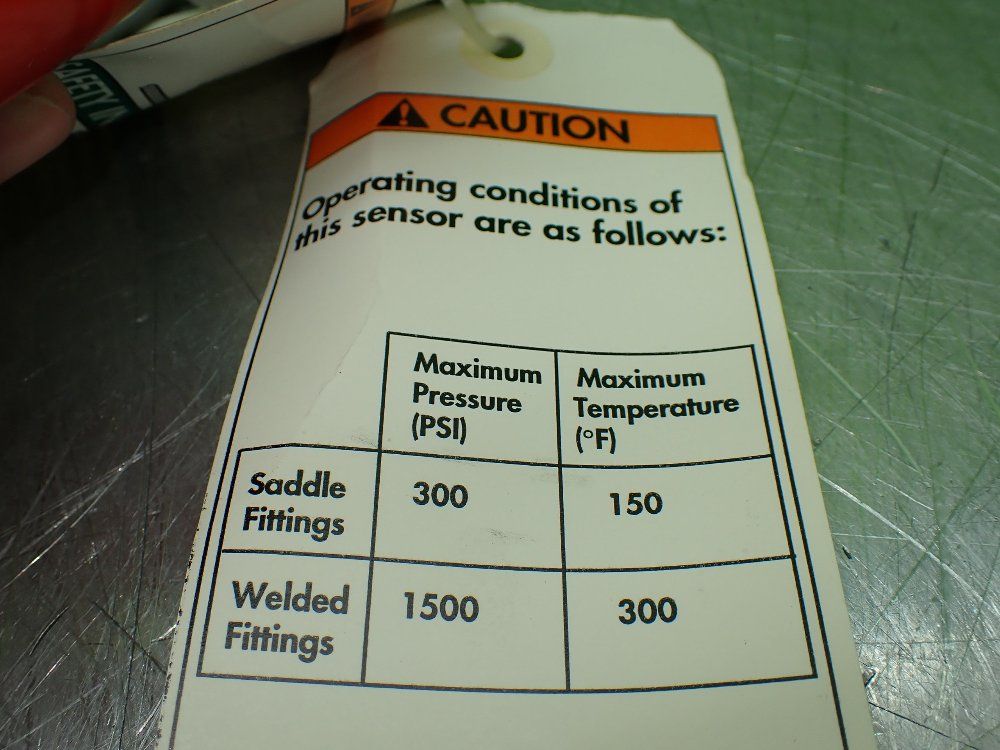 SAFETY
CAUTION
Operating conditions of
this sensor are as follows:
Maximum
Pressure
(PSI)
Maximum
Temperature
(°F)
Saddle
Fittings
300
150
Welded
Fittings
1500
300